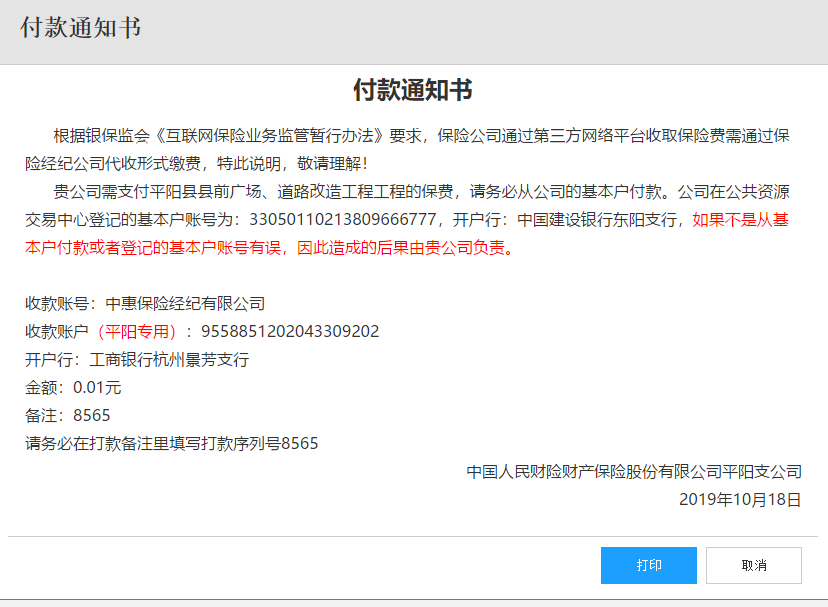 付款通知书
付款通知书
根据银保监会《互联网保险业务监管暂行办法》要求，保险公司通过第三方网络平台收取保险费需通过保
险经纪公司代收形式缴费，特此说明，敬请理解！
贵公司需支付平阳县县前广场、道路改造工程工程的保费，请务必从公司的基本户付款。公司在公共资源
交易中心登记的基本户账号为：33050110213809666777，开户行：中国建设银行东阳支行，如果不是从基
本户付款或者登记的基本户账号有误，因此造成的后果由贵公司负责。
收款账号：中惠保险经纪有限公司
收款账户（平阳专用）：9558851202043309202
开户行：工商银行杭州景芳支行
金额：0.01元
备注：8565
请务必在打款备注里填写打款序列号8565
中国人民财险财产保险股份有限公司平阳支公司
2019年10月18日
打印
取消